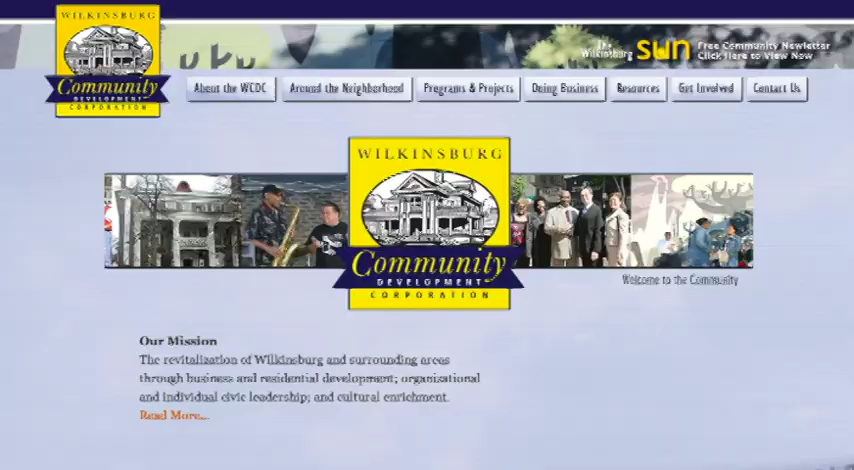 WILKINSBURG
Community
DEVELOPMENT
CORPORATION
The Wilkinsburg sun
Free Community Newsletter
Click Here to View Now
About the WCDC
Around the Neighborhood
Programs & Projects
Doing Business
Resources
Get Involved
Contact Us
WILKINSBURG
Community
DEVELOPMENT
CORPORATION
Welcome to the Community
Our Mission
The revitalization of Wilkinsburg and surrounding areas
through business and residential development; organizational
and individual civic leadership; and cultural enrichment.
Read More...